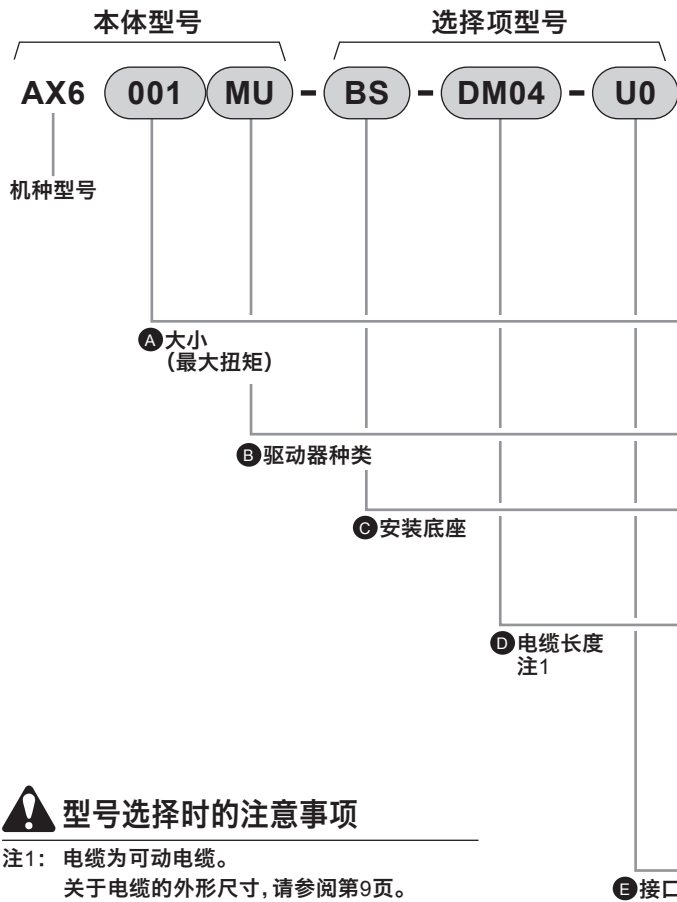 本体型号
选择项型号
AX6 001 MU - BS - DM04 - U0
机种型号
A大小
(最大扭矩)
B驱动器种类
C安装底座
D电缆长度
注1
型号选择时的注意事项
注1: 电缆为可动电缆。
关于电缆的外形尺寸,请参阅第9页。
E接口